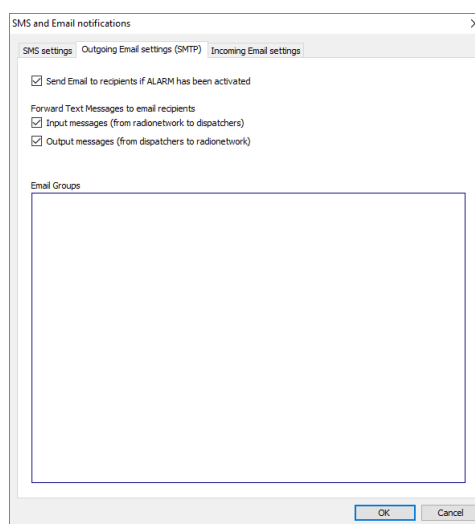 SMS and Email notifications
SMS settings Outgoing Email settings (SMTP) Incoming Email settings
Send Email to recipients if ALARM has been activated
Forward Text Messages to email recipients
Input messages (from radionetwork to dispatchers)
Output messages (from dispatchers to radionetwork)
Email Groups
OK Cancel